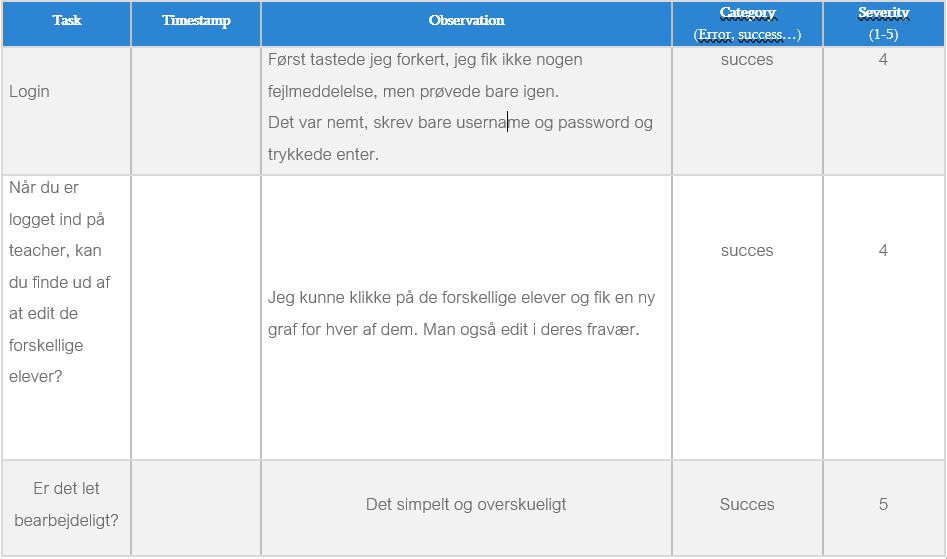 Task Timestamp Observation Category Severity
(Error, success…) (1-5)
Login
Først tastede jeg forkert, jeg fik ikke nogen
fejlmeddelelse, men prøvede bare igen.
Det var nemt, skrev bare username og password og
trykkede enter.
succes
4
Når du er
logget ind på
teacher, kan
du finde ud af
at edit de
forskellige
elever?
Jeg kunne klikke på de forskellige elever og fik en ny
graf for hver af dem. Man også edit i deres fravær.
succes
4
Er det let
bearbejdeligt?
Det simpelt og overskueligt
Succes
5